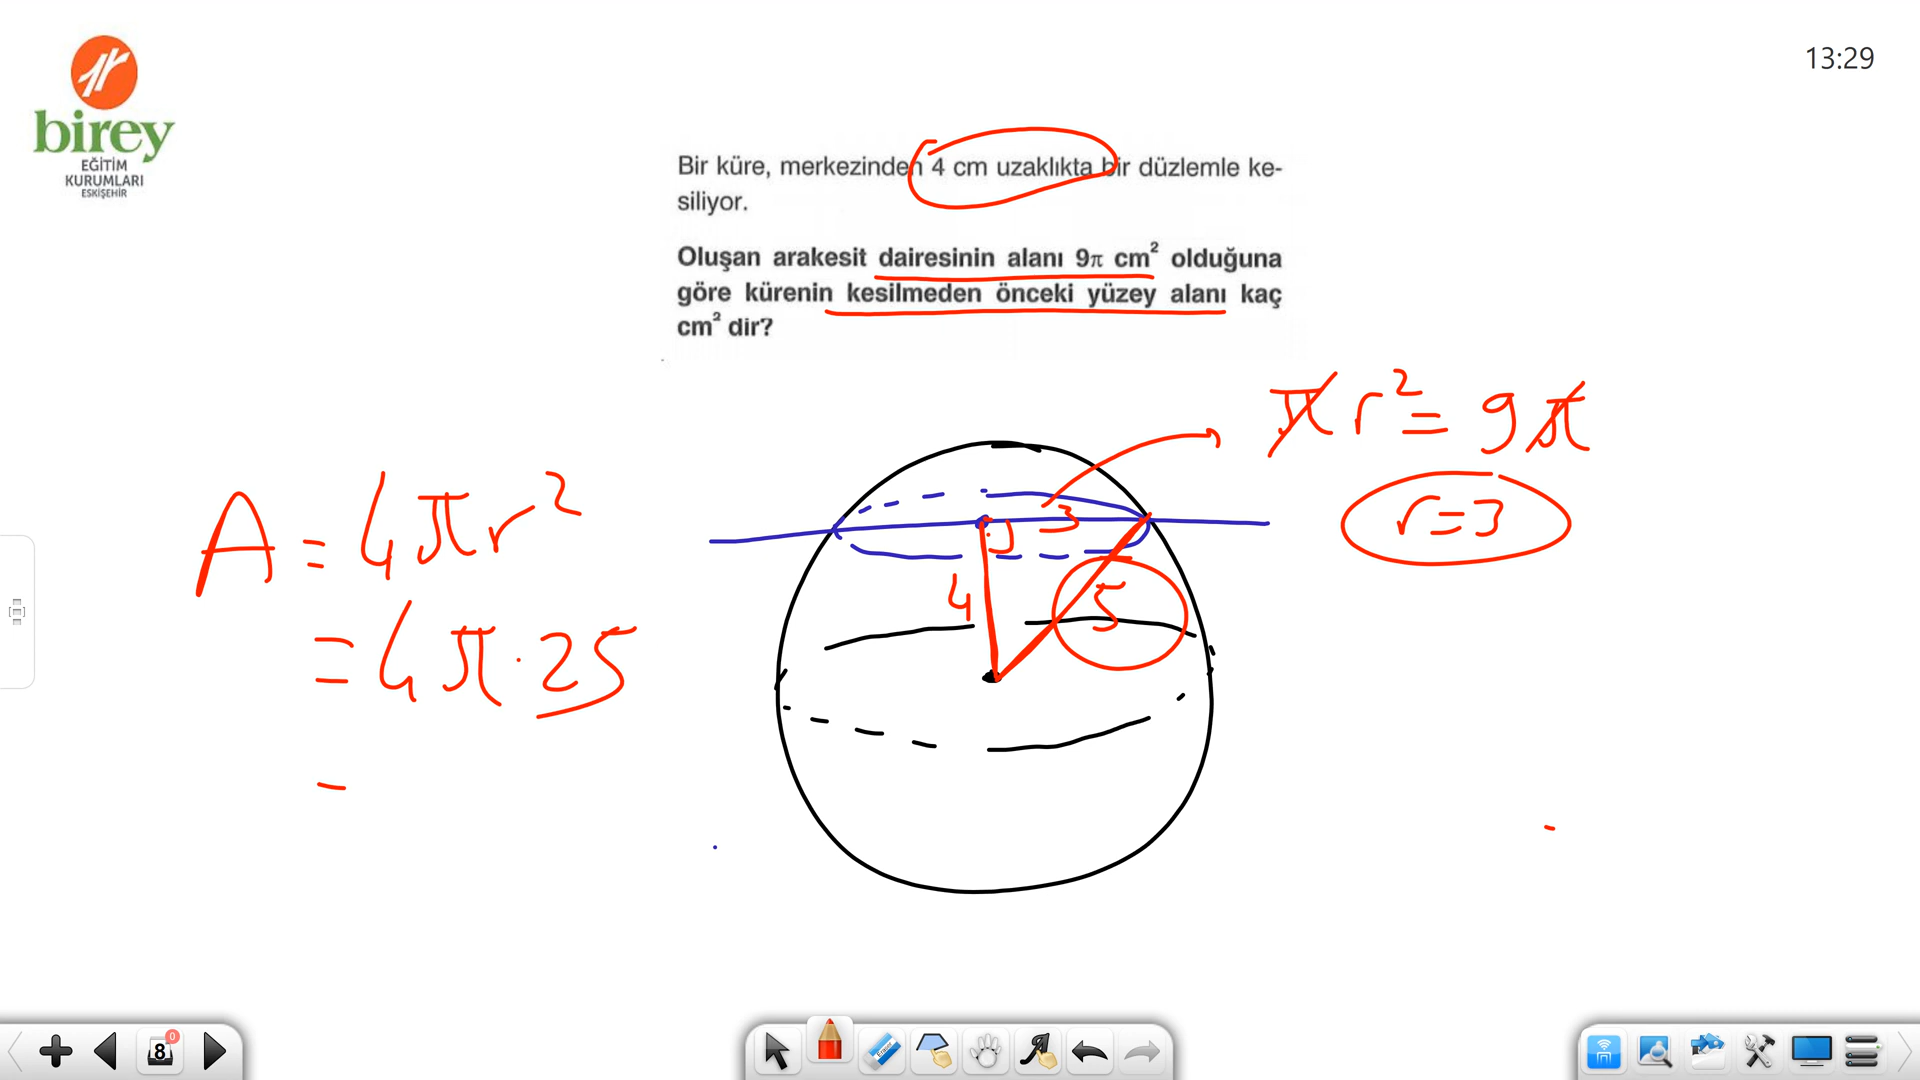 13:29
birey
EĞİTİM
KURUMLARI
ESKİŞEHİR
Bir küre, merkezinden 4 cm uzaklıkta bir düzlemle ke-
siliyor.
Oluşan arakesit dairesinin alanı 9π cm² olduğuna
göre kürenin kesilmeden önceki yüzey alanı kaç
cm² dir?
πr² = 9π
r=3
A = 4πr²
= 4π·25
-
3
4
5
8
0